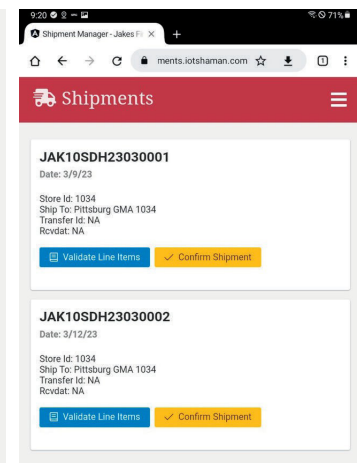 9:20
71%
Shipment Manager - Jakes Fi
ments.iotshaman.com
1
Shipments
JAK10SDH23030001
Date: 3/9/23
Store Id: 1034
Ship To: Pittsburg GMA 1034
Transfer Id: NA
Rcvdat: NA
Validate Line Items
Confirm Shipment
JAK10SDH23030002
Date: 3/12/23
Store Id: 1034
Ship To: Pittsburg GMA 1034
Transfer Id: NA
Rcvdat: NA
Validate Line Items
Confirm Shipment